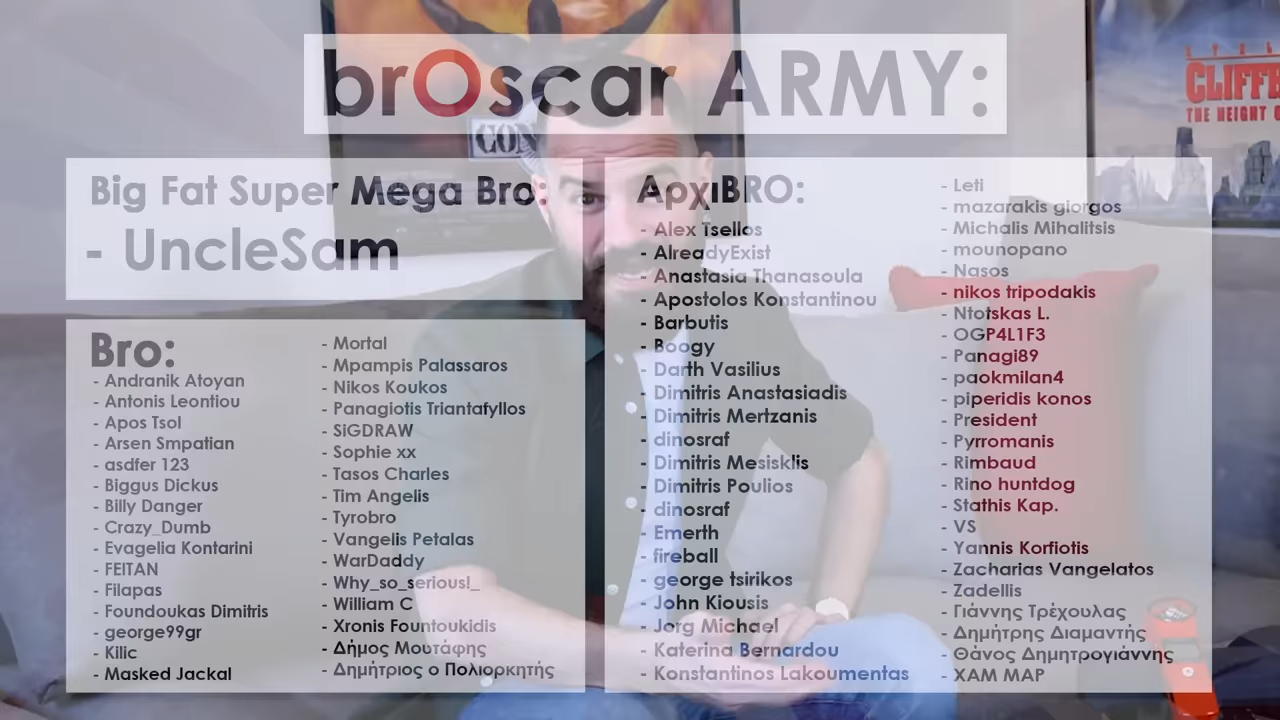 brOscar ARMY:
Big Fat Super Mega Bro:
- UncleSam
Bro:
- Andranik Atoyan
- Antonis Leontiou
- Apos Tsol
- Arsen Smpatian
- asdfer 123
- Biggus Dickus
- Billy Danger
- Crazy_Dumb
- Evagelia Kontarini
- FEITAN
- Filapas
- Foundoukas Dimitris
- george99gr
- Kilic
- Masked Jackal
- Mortal
- Mpampis Palassaros
- Nikos Koukos
- Panagiotis Triantafyllos
- SiGDRAW
- Sophie xx
- Tasos Charles
- Tim Angelis
- Tyrobro
- Vangelis Petalas
- WarDaddy
- Why_so_serious!_
- William C
- Xronis Fountoukidis
- Δήμος Μουτάφης
- Δημήτριος ο Πολιορκητής
ΑρχιBRO:
- Alex Tsellos
- AlreadyExist
- Anastasia Thanasoula
- Apostolos Konstantinou
- Barbutis
- Boogy
- Darth Vasilius
- Dimitris Anastasiadis
- Dimitris Mertzanis
- dinosraf
- Dimitris Mesisklis
- Dimitris Poulios
- dinosraf
- Emerth
- fireball
- george tsirikos
- John Kiousis
- Jorg Michael
- Katerina Bernardou
- Konstantinos Lakoumentas
- Leti
- mazarakis giorgos
- Michalis Mihalitsis
- mounopano
- Nasos
- nikos tripodakis
- Ntotskas L.
- OGP4L1F3
- Panagi89
- paokmilan4
- piperidis konos
- President
- Pyrromanis
- Rimbaud
- Rino huntdog
- Stathis Kap.
- VS
- Yannis Korfiotis
- Zacharias Vangelatos
- Zadellis
- Γιάννης Τρέχουλας
- Δημήτρης Διαμαντής
- Θάνος Δημητρογιάννης
- ΧΑΜ ΜΑΡ
CON
CLIFF
THE HEIGHT